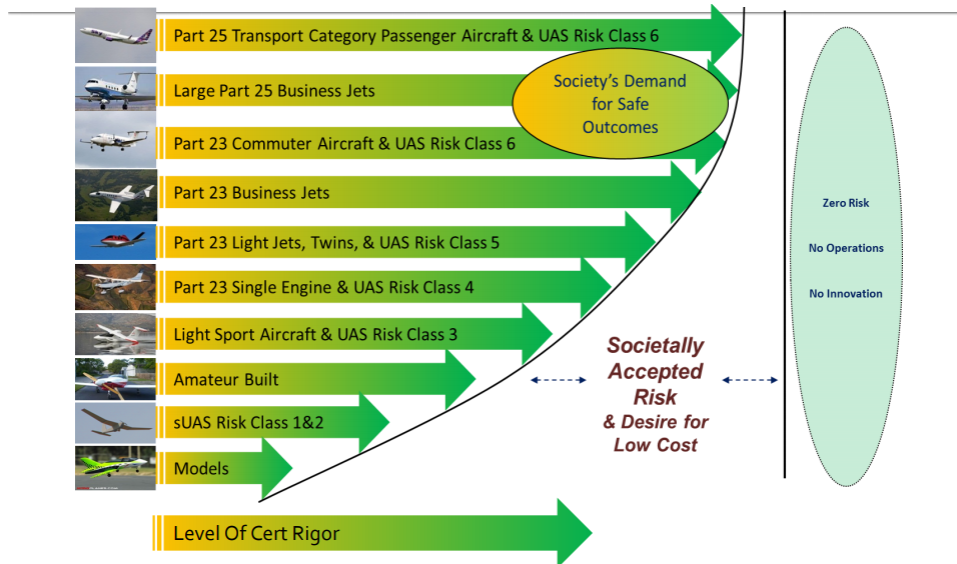 Part 25 Transport Category Passenger Aircraft & UAS Risk Class 6
Large Part 25 Business Jets
Society's Demand
for Safe
Outcomes
Part 23 Commuter Aircraft & UAS Risk Class 6
Part 23 Business Jets
Part 23 Light Jets, Twins, & UAS Risk Class 5
Part 23 Single Engine & UAS Risk Class 4
Light Sport Aircraft & UAS Risk Class 3
Amateur Built
sUAS Risk Class 1&2
Models
Level Of Cert Rigor
Societally
Accepted
Risk
& Desire for
Low Cost
Zero Risk
No Operations
No Innovation